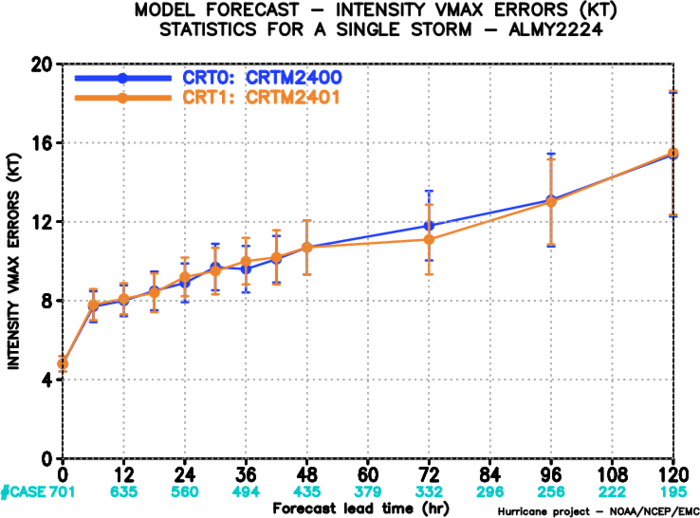 MODEL FORECAST – INTENSITY VMAX ERRORS (KT)
STATISTICS FOR A SINGLE STORM – ALMY2224
CRT0: CRTM2400
CRT1: CRTM2401
INTENSITY VMAX ERRORS (KT)
20
16
12
8
4
0
0 12 24 36 48 60 72 84 96 108 120
#CASE 701 635 560 494 435 379 332 296 256 222 195
Forecast lead time (hr)
Hurricane project – NOAA/NCEP/EMC